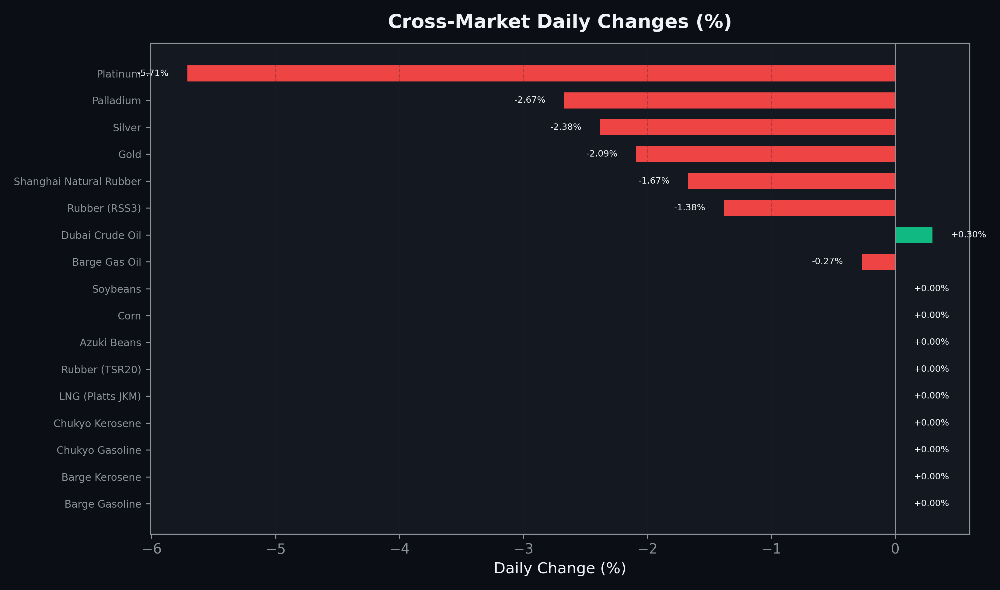 Cross-Market Daily Changes (%)
Platinum -5.71%
Palladium -2.67%
Silver -2.38%
Gold -2.09%
Shanghai Natural Rubber -1.67%
Rubber (RSS3) -1.38%
Dubai Crude Oil +0.30%
Barge Gas Oil -0.27%
Soybeans +0.00%
Corn +0.00%
Azuki Beans +0.00%
Rubber (TSR20) +0.00%
LNG (Platts JKM) +0.00%
Chukyo Kerosene +0.00%
Chukyo Gasoline +0.00%
Barge Kerosene +0.00%
Barge Gasoline +0.00%
−6 −5 −4 −3 −2 −1 0
Daily Change (%)